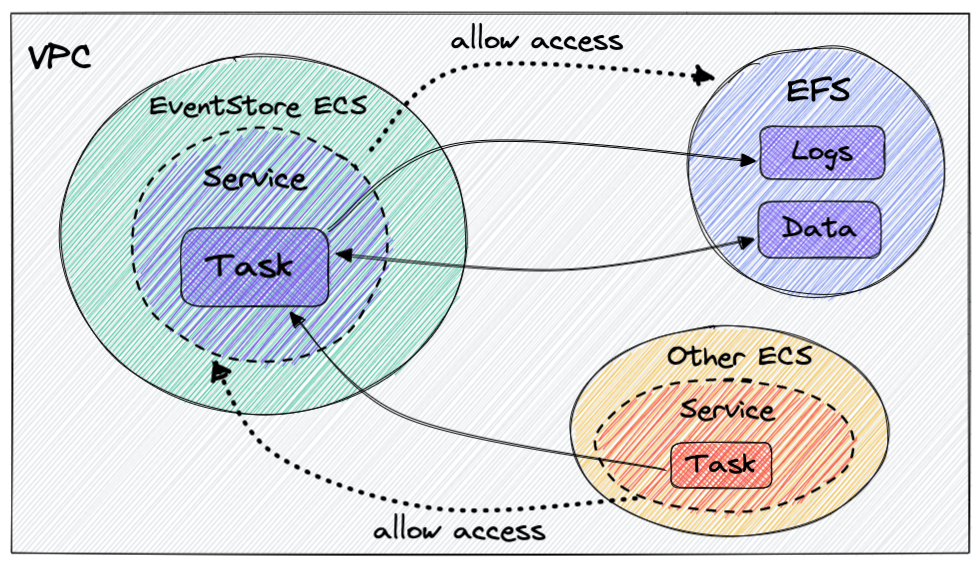 VPC
allow access
EventStore ECS
Service
Task
EFS
Logs
Data
Other ECS
Service
Task
allow access